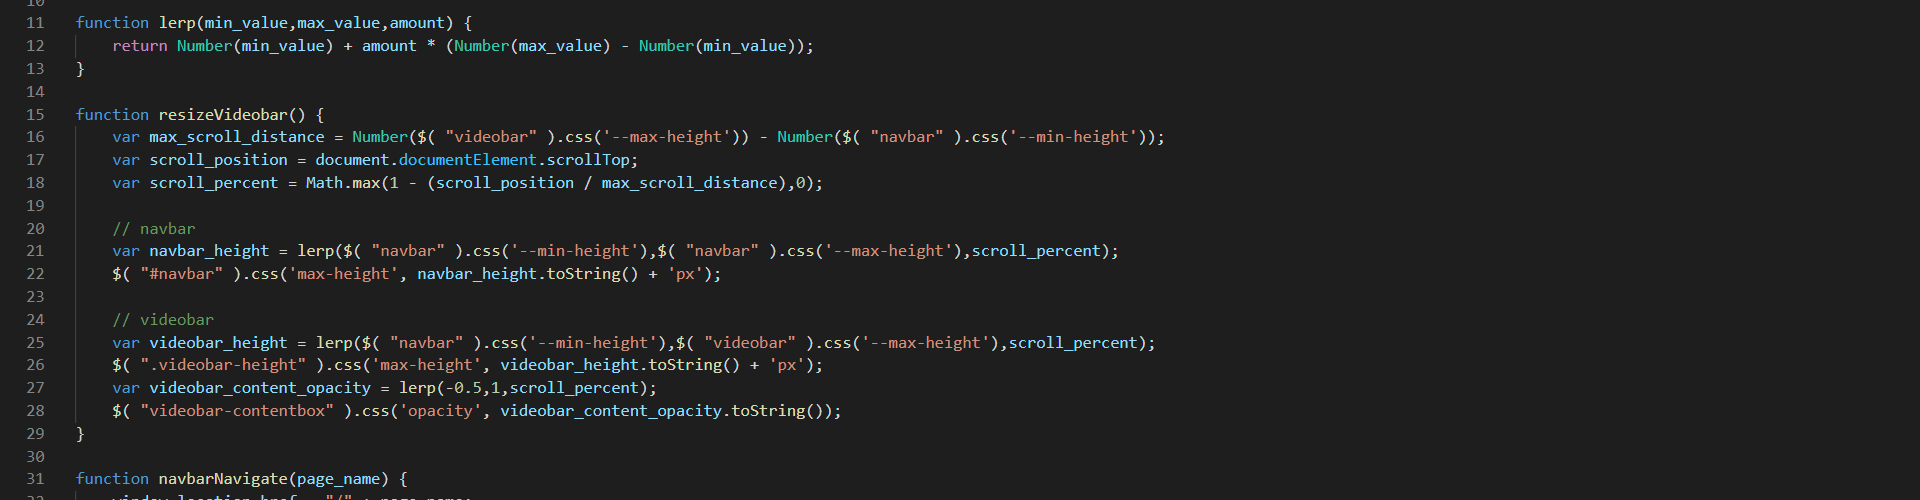 10
11 function lerp(min_value,max_value,amount) {
12 return Number(min_value) + amount * (Number(max_value) - Number(min_value));
13 }
14
15 function resizeVideobar() {
16 var max_scroll_distance = Number($( "videobar" ).css('--max-height')) - Number($( "navbar" ).css('--min-height'));
17 var scroll_position = document.documentElement.scrollTop;
18 var scroll_percent = Math.max(1 - (scroll_position / max_scroll_distance),0);
19
20 // navbar
21 var navbar_height = lerp($( "navbar" ).css('--min-height'),$( "navbar" ).css('--max-height'),scroll_percent);
22 $( "#navbar" ).css('max-height', navbar_height.toString() + 'px');
23
24 // videobar
25 var videobar_height = lerp($( "navbar" ).css('--min-height'),$( "videobar" ).css('--max-height'),scroll_percent);
26 $( ".videobar-height" ).css('max-height', videobar_height.toString() + 'px');
27 var videobar_content_opacity = lerp(-0.5,1,scroll_percent);
28 $( "videobar-contentbox" ).css('opacity', videobar_content_opacity.toString());
29 }
30
31 function navbarNavigate(page_name) {
32 window.location.href = "/" + page_name;